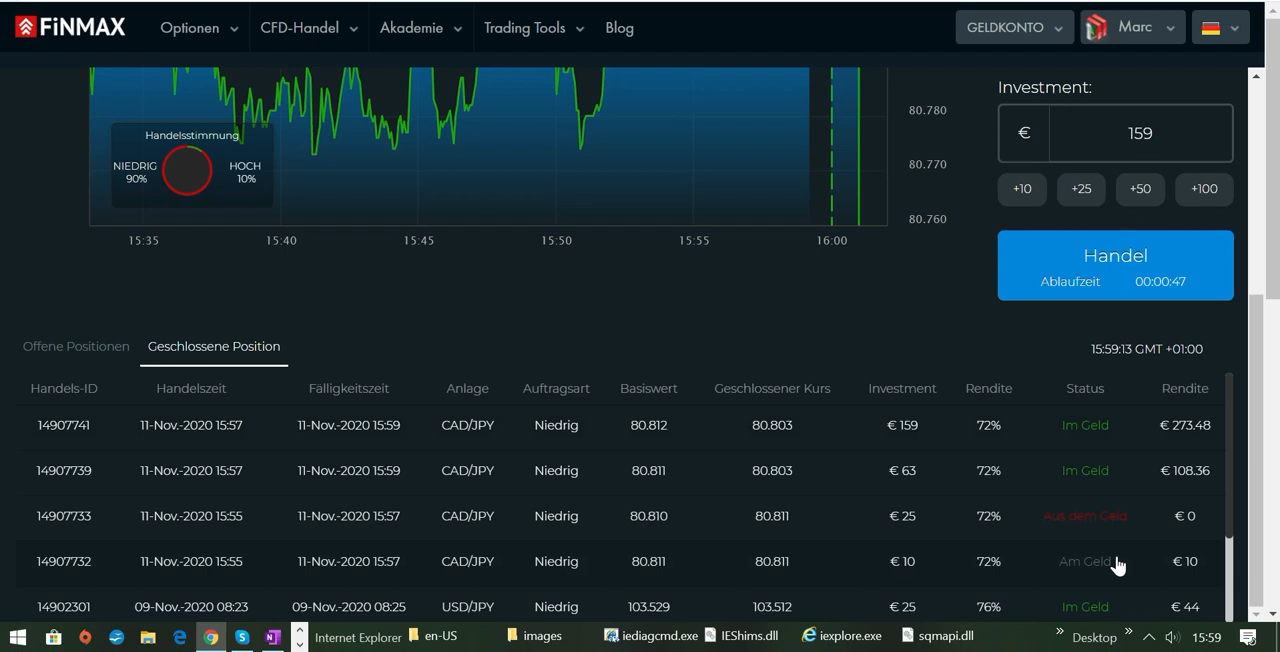 FiNMAX Optionen CFD-Handel Akademie Trading Tools Blog GELDKONTO Marc
Investment:
80.780
Handelsstimmung
€ 159
NIEDRIG HOCH
90% 10%
80.770
+10 +25 +50 +100
80.760
15:35 15:40 15:45 15:50 15:55 16:00
Handel
Ablaufzeit 00:00:47
Offene Positionen Geschlossene Position 15:59:13 GMT +01:00
Handels-ID Handelszeit Fälligkeitszeit Anlage Auftragsart Basiswert Geschlossener Kurs Investment Rendite Status Rendite
14907741 11-Nov.-2020 15:57 11-Nov.-2020 15:59 CAD/JPY Niedrig 80.812 80.803 € 159 72% Im Geld € 273.48
14907739 11-Nov.-2020 15:57 11-Nov.-2020 15:59 CAD/JPY Niedrig 80.811 80.803 € 63 72% Im Geld € 108.36
14907733 11-Nov.-2020 15:55 11-Nov.-2020 15:57 CAD/JPY Niedrig 80.810 80.811 € 25 72% Aus dem Geld € 0
14907732 11-Nov.-2020 15:55 11-Nov.-2020 15:57 CAD/JPY Niedrig 80.811 80.811 € 10 72% Am Geld € 10
14902301 09-Nov.-2020 08:23 09-Nov.-2020 08:25 USD/JPY Niedrig 103.529 103.512 € 25 76% Im Geld € 44
Internet Explorer en-US images iediagcmd.exe IEShims.dll iexplore.exe sqmapi.dll » Desktop » 15:59